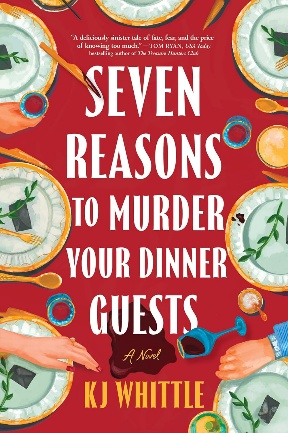 "A deliciously sinister tale of fate, fear, and the price
of knowing too much."—TOM RYAN, USA Today
bestselling author of The Treasure Hunters Club
SEVEN
REASONS
TO MURDER
YOUR DINNER
GUESTS
A Novel
KJ WHITTLE